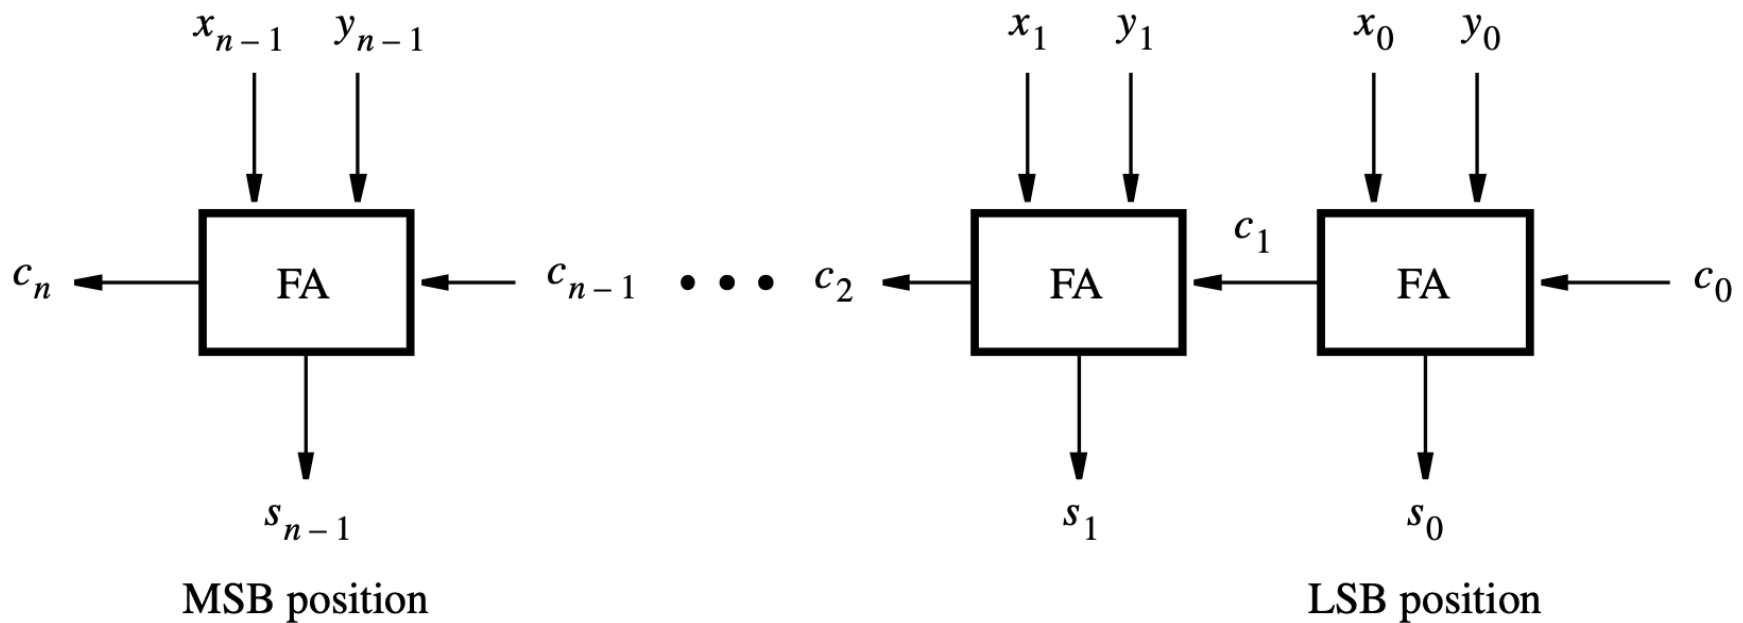 xₙ₋₁ yₙ₋₁ x₁ y₁ x₀ y₀
cₙ FA cₙ₋₁ • • • c₂ FA c₁ FA c₀
sₙ₋₁ s₁ s₀
MSB position LSB position